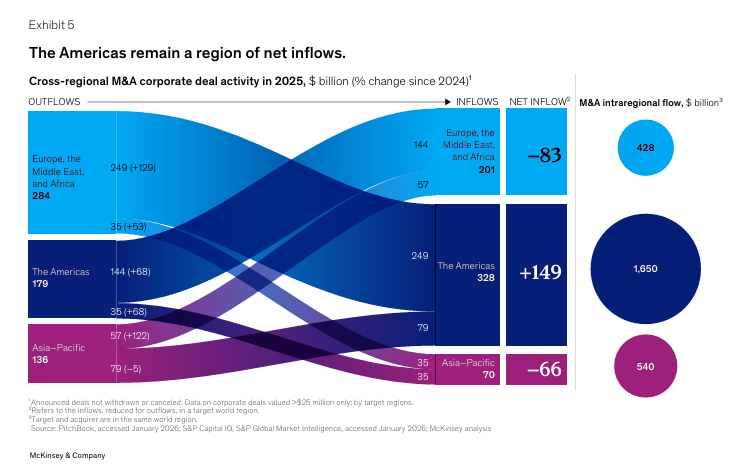 Exhibit 5
The Americas remain a region of net inflows.
Cross-regional M&A corporate deal activity in 2025, $ billion (% change since 2024)¹
OUTFLOWS
INFLOWS
NET INFLOW²
M&A intraregional flow, $ billion³
Europe, the
Middle East,
and Africa
284
249 (+129)
35 (+53)
The Americas
179
144 (+68)
35 (+68)
Asia–Pacific
136
57 (+122)
79 (–5)
144
57
Europe, the
Middle East,
and Africa
201
–83
249
79
The Americas
328
+149
35
35
Asia–Pacific
70
–66
428
1,650
540
¹Announced deals not withdrawn or canceled. Data on corporate deals valued >$25 million only; by target regions.
²Refers to the inflows, reduced for outflows, in a target world region.
³Target and acquirer are in the same world region.
Source: PitchBook, accessed January 2026; S&P Capital IQ, S&P Global Market Intelligence, accessed January 2026; McKinsey analysis
McKinsey & Company